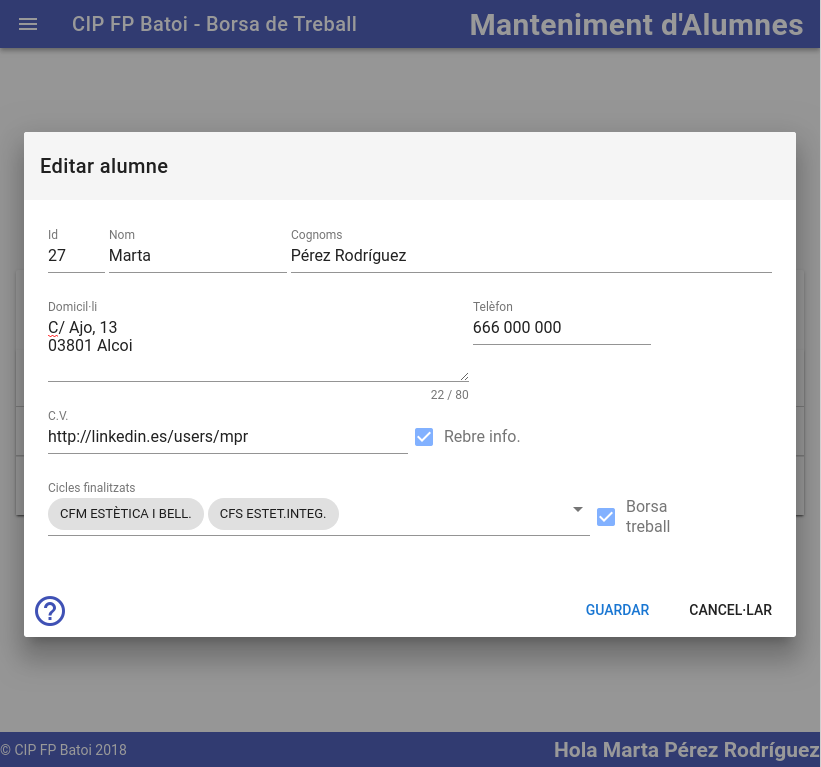 CIP FP Batoi - Borsa de Treball
Manteniment d'Alumnes
Editar alumne
Id
Nom
Cognoms
27
Marta
Pérez Rodríguez
Domicil·li
Telèfon
C/ Ajo, 13
666 000 000
03801 Alcoi
22 / 80
C.V.
http://linkedin.es/users/mpr
Rebre info.
Cicles finalitzats
CFM ESTÈTICA I BELL.
CFS ESTET.INTEG.
Borsa
treball
GUARDAR
CANCEL·LAR
© CIP FP Batoi 2018
Hola Marta Pérez Rodríguez